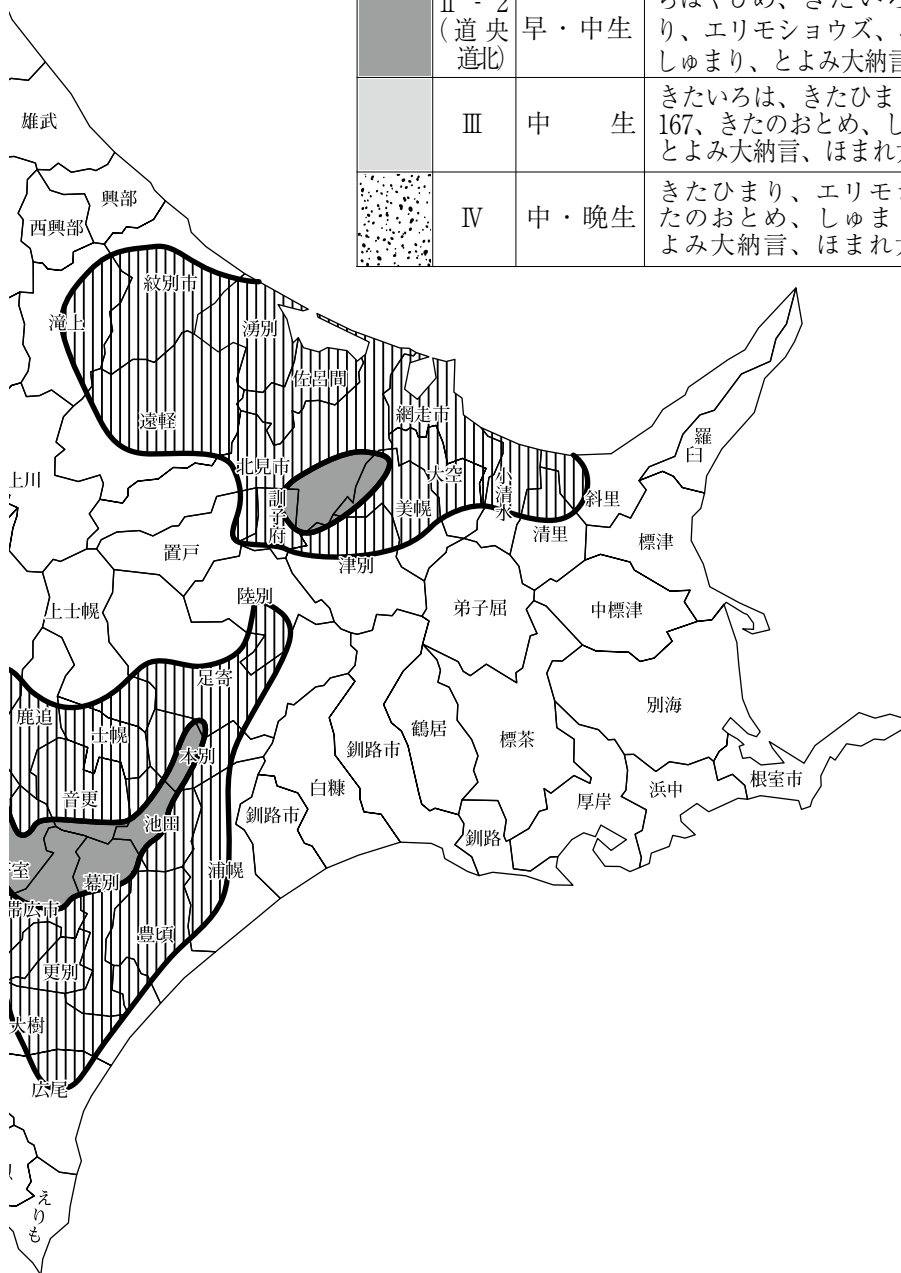 Ⅱ - 2
(道央
道北)
早・中生
り、エリモショウズ、
しゅまり、とよみ大納言
Ⅲ
中 生
きたいろは、きたひま
167、きたのおとめ、し
とよみ大納言、ほまれ
Ⅳ
中・晩生
きたひまり、エリモ
たのおとめ、しゅま
よみ大納言、ほまれ
雄武
興部
西興部
紋別市
滝上
湧別
佐呂間
遠軽
網走市
羅臼
北見市
大空
上川
小清水
斜里
訓子府
美幌
清里
標津
置戸
津別
陸別
弟子屈
中標津
上士幌
足寄
別海
鹿追
士幌
鶴居
標茶
本別
釧路市
根室市
白糠
浜中
音更
厚岸
池田
釧路市
釧路
室
幕別
浦幌
帯広市
豊頃
更別
大樹
広尾
えりも